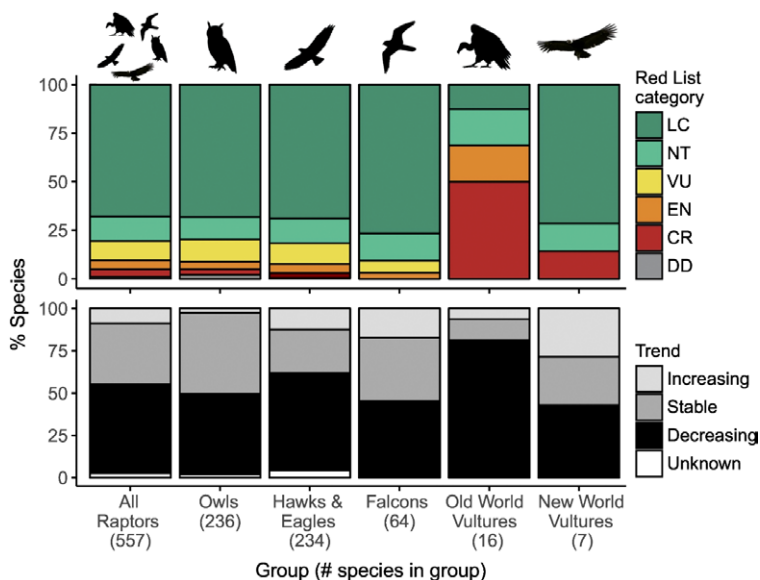 Red List
category
LC
NT
VU
EN
CR
DD
100
75
50
25
0
% Species
100
75
50
25
0
Trend
Increasing
Stable
Decreasing
Unknown
All
Raptors
(557)
Owls
(236)
Hawks &
Eagles
(234)
Falcons
(64)
Old World
Vultures
(16)
New World
Vultures
(7)
Group (# species in group)